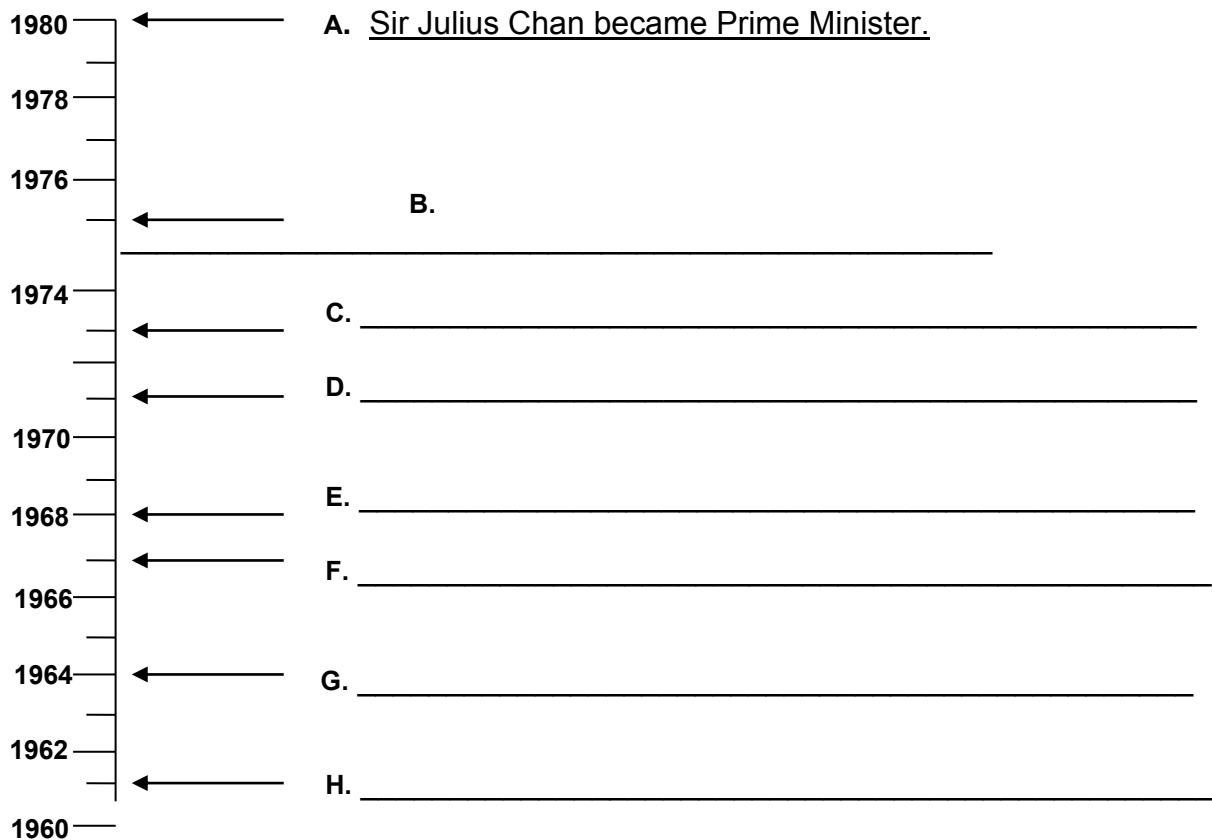 1980 A. Sir Julius Chan became Prime Minister.
1978
1976
B.
1974
C.
D.
1970
E.
1968
F.
1966
1964
G.
1962
H.
1960